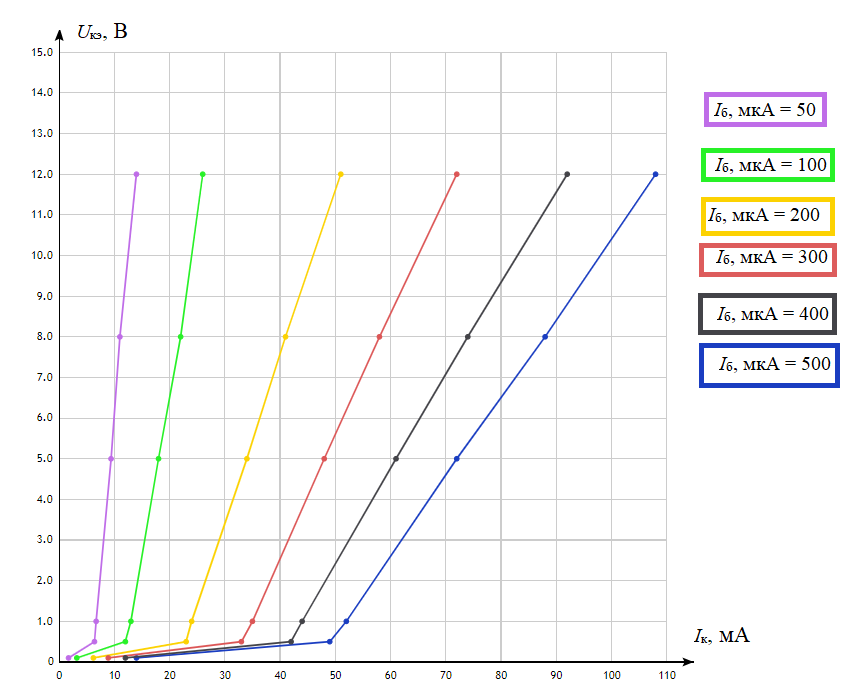 Uкэ, В
15.0
14.0
13.0
12.0
11.0
10.0
9.0
8.0
7.0
6.0
5.0
4.0
3.0
2.0
1.0
0
0 10 20 30 40 50 60 70 80 90 100 110
Iк, мА
Iб, мкА = 50
Iб, мкА = 100
Iб, мкА = 200
Iб, мкА = 300
Iб, мкА = 400
Iб, мкА = 500